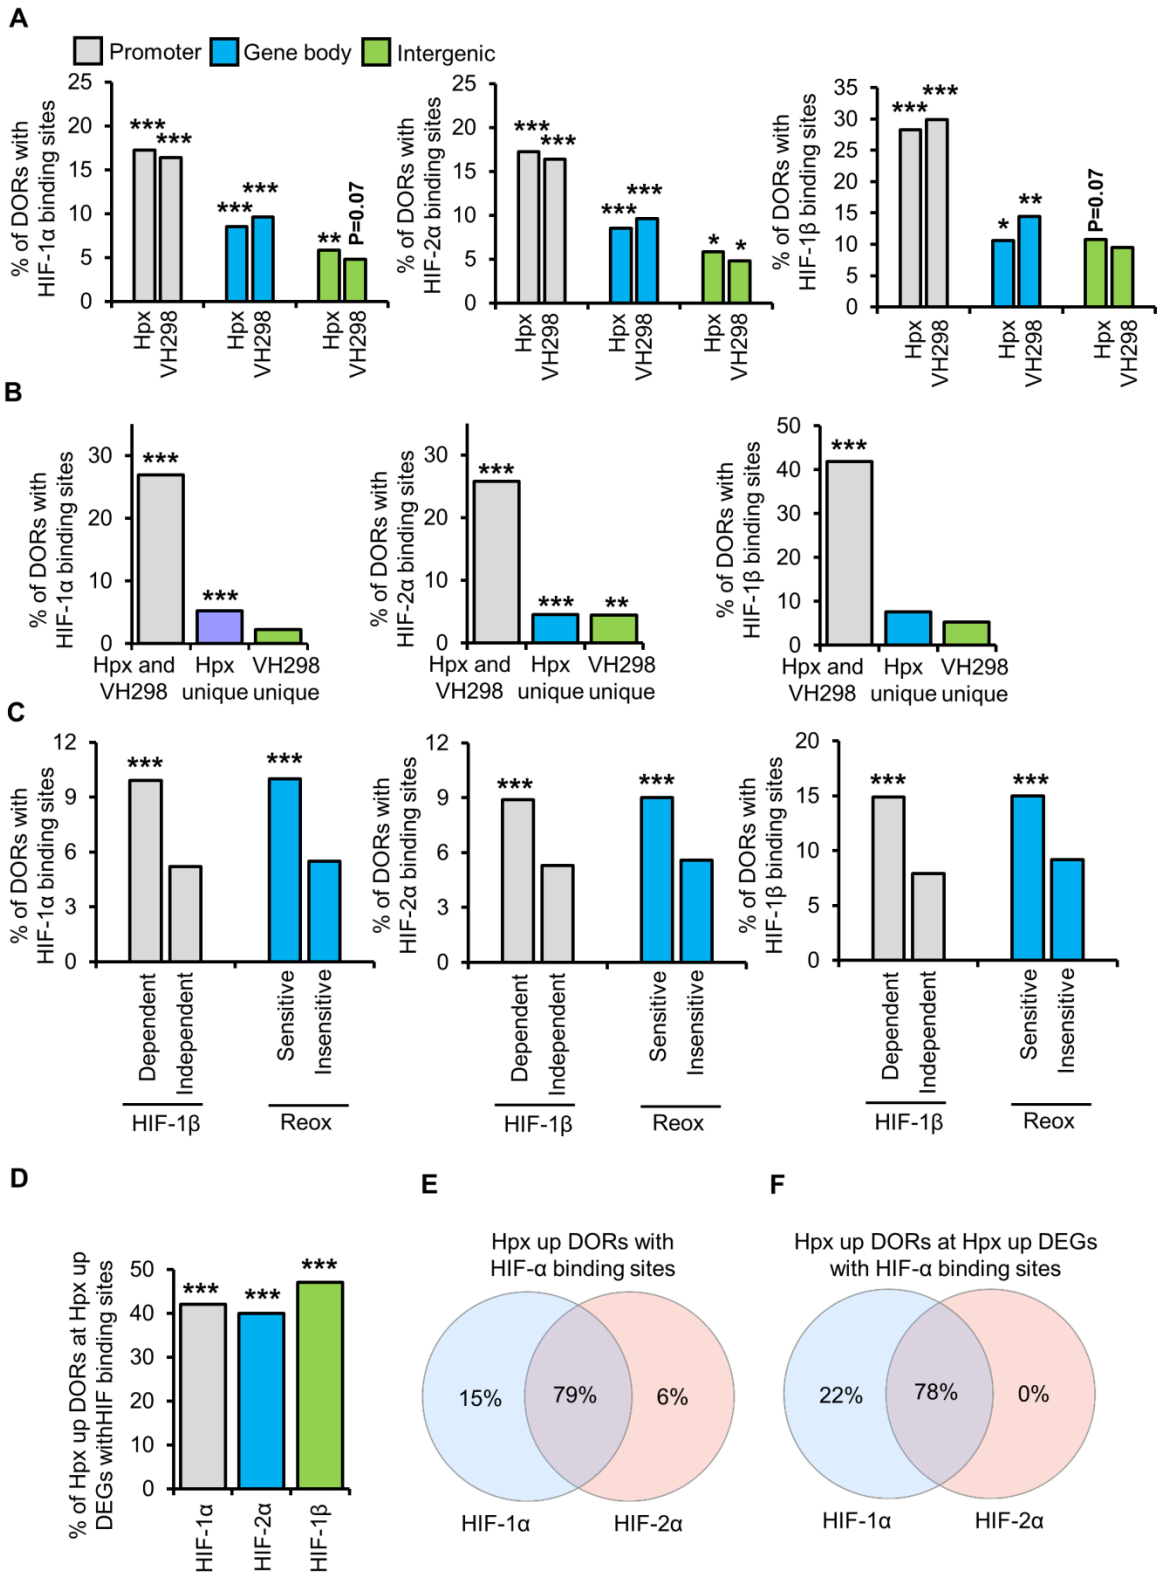 A
Promoter Gene body Intergenic
% of DORs with
HIF-1α binding sites
25
20
15
10
5
0
***
***
***
***
**
P=0.07
Hpx
VH298
Hpx
VH298
Hpx
VH298
% of DORs with
HIF-2α binding sites
25
20
15
10
5
0
***
***
***
***
*
*
Hpx
VH298
Hpx
VH298
Hpx
VH298
% of DORs with
HIF-1β binding sites
35
30
25
20
15
10
5
0
***
***
*
**
P=0.07
Hpx
VH298
Hpx
VH298
Hpx
VH298
B
% of DORs with
HIF-1α binding sites
30
20
10
0
***
***
Hpx and Hpx VH298
VH298 unique unique
% of DORs with
HIF-2α binding sites
30
20
10
0
***
***
**
Hpx and Hpx VH298
VH298 unique unique
% of DORs with
HIF-1β binding sites
50
40
30
20
10
0
***
Hpx and Hpx VH298
VH298 unique unique
C
% of DORs with
HIF-1α binding sites
12
9
6
3
0
***
***
Dependent
Independent
Sensitive
Insensitive
HIF-1β Reox
% of DORs with
HIF-2α binding sites
12
9
6
3
0
***
***
Dependent
Independent
Sensitive
Insensitive
HIF-1β Reox
% of DORs with
HIF-1β binding sites
20
15
10
5
0
***
***
Dependent
Independent
Sensitive
Insensitive
HIF-1β Reox
D
% of Hpx up DORs at Hpx up
DEGs withHIF binding sites
50
40
30
20
10
0
***
***
***
HIF-1α
HIF-2α
HIF-1β
E
Hpx up DORs with
HIF-α binding sites
15% 79% 6%
HIF-1α HIF-2α
F
Hpx up DORs at Hpx up DEGs
with HIF-α binding sites
22% 78% 0%
HIF-1α HIF-2α